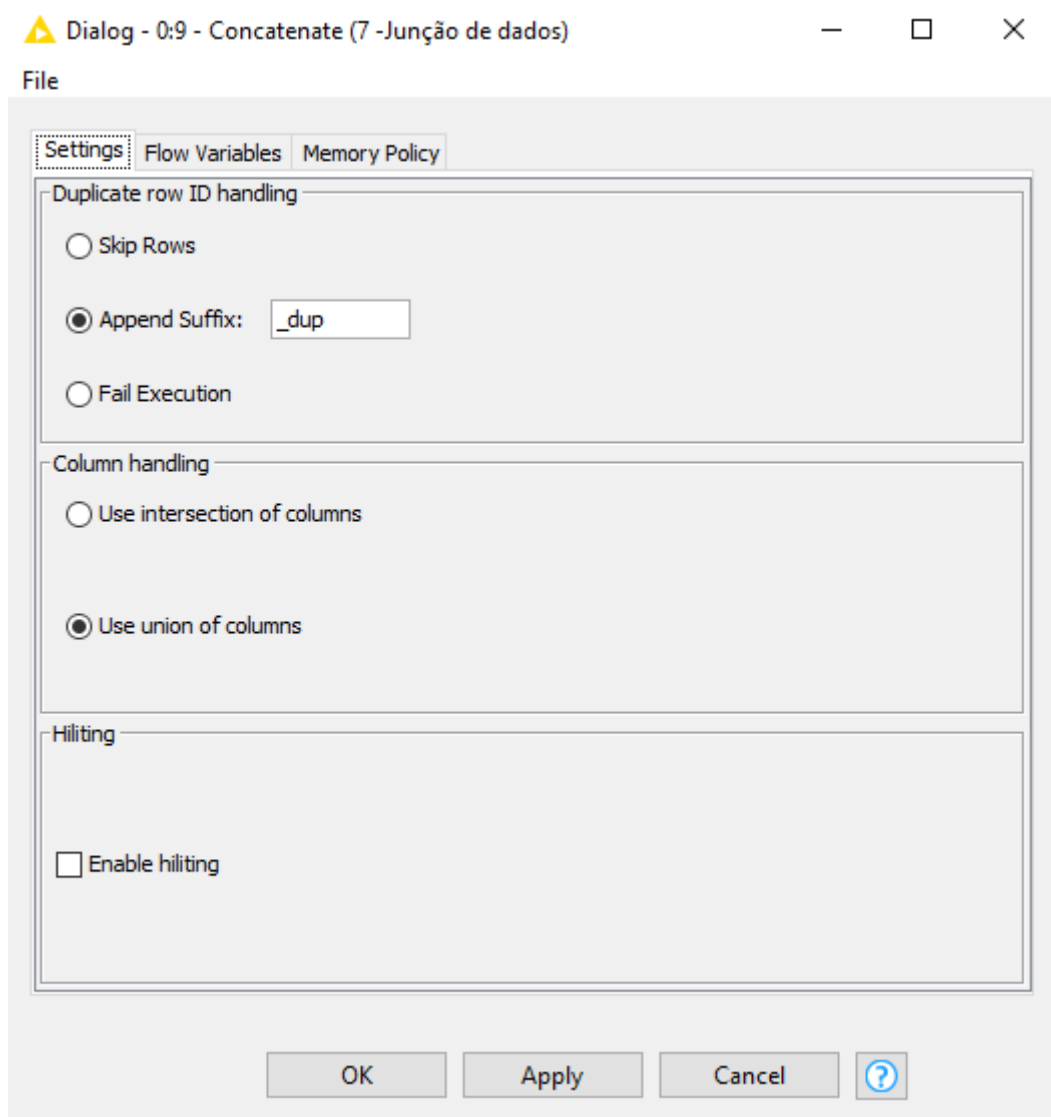 Dialog - 0:9 - Concatenate (7 -Junção de dados)
File
Settings Flow Variables Memory Policy
Duplicate row ID handling
Skip Rows
Append Suffix: _dup
Fail Execution
Column handling
Use intersection of columns
Use union of columns
Hiliting
Enable hiliting
OK Apply Cancel ?